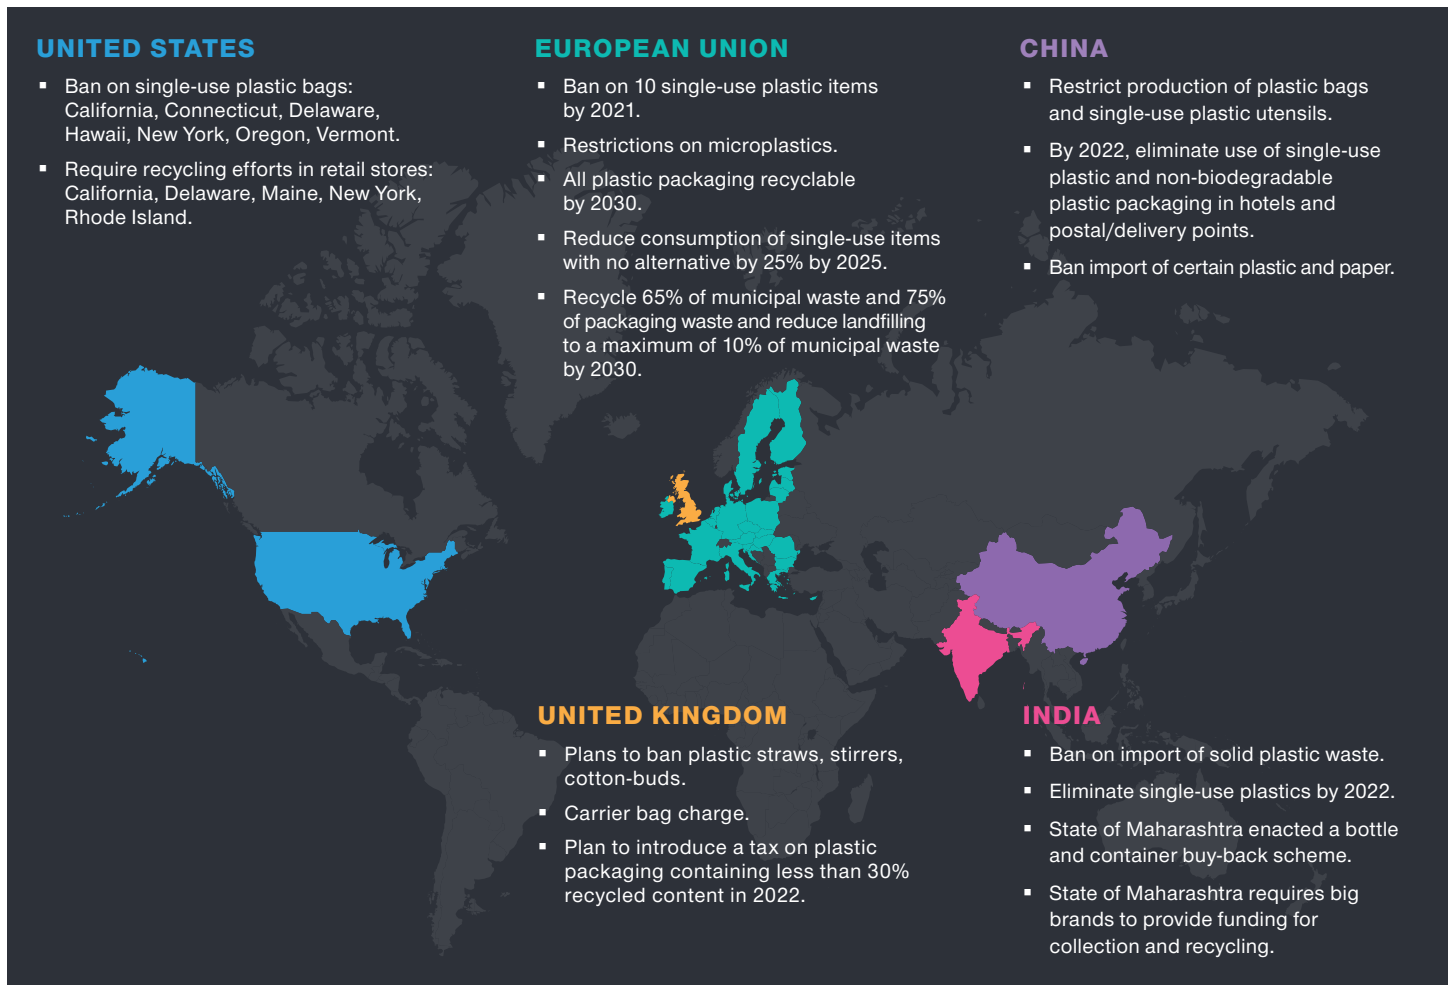 UNITED STATES
▪ Ban on single-use plastic bags:
California, Connecticut, Delaware,
Hawaii, New York, Oregon, Vermont.
▪ Require recycling efforts in retail stores:
California, Delaware, Maine, New York,
Rhode Island.
EUROPEAN UNION
▪ Ban on 10 single-use plastic items
by 2021.
▪ Restrictions on microplastics.
▪ All plastic packaging recyclable
by 2030.
▪ Reduce consumption of single-use items
with no alternative by 25% by 2025.
▪ Recycle 65% of municipal waste and 75%
of packaging waste and reduce landfilling
to a maximum of 10% of municipal waste
by 2030.
CHINA
▪ Restrict production of plastic bags
and single-use plastic utensils.
▪ By 2022, eliminate use of single-use
plastic and non-biodegradable
plastic packaging in hotels and
postal/delivery points.
▪ Ban import of certain plastic and paper.
UNITED KINGDOM
▪ Plans to ban plastic straws, stirrers,
cotton-buds.
▪ Carrier bag charge.
▪ Plan to introduce a tax on plastic
packaging containing less than 30%
recycled content in 2022.
INDIA
▪ Ban on import of solid plastic waste.
▪ Eliminate single-use plastics by 2022.
▪ State of Maharashtra enacted a bottle
and container buy-back scheme.
▪ State of Maharashtra requires big
brands to provide funding for
collection and recycling.